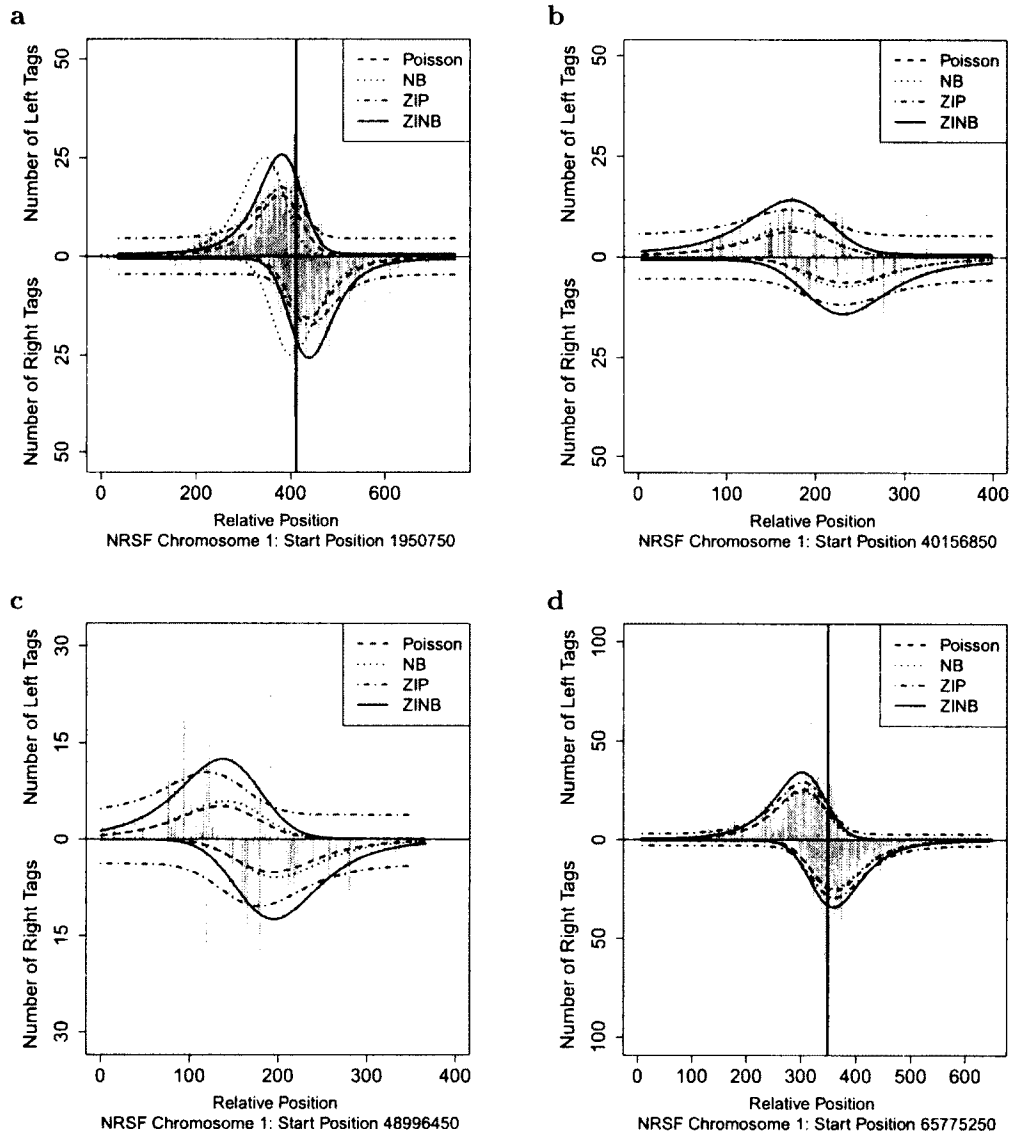 a
50
25
0
25
50
Number of Left Tags
Number of Right Tags
Poisson
NB
ZIP
ZINB
0 200 400 600
Relative Position
NRSF Chromosome 1: Start Position 1950750
b
50
25
0
25
50
Number of Left Tags
Number of Right Tags
Poisson
NB
ZIP
ZINB
0 100 200 300 400
Relative Position
NRSF Chromosome 1: Start Position 40156850
c
30
15
0
15
30
Number of Left Tags
Number of Right Tags
Poisson
NB
ZIP
ZINB
0 100 200 300 400
Relative Position
NRSF Chromosome 1: Start Position 48996450
d
100
50
0
50
100
Number of Left Tags
Number of Right Tags
Poisson
NB
ZIP
ZINB
0 100 200 300 400 500 600
Relative Position
NRSF Chromosome 1: Start Position 65775250